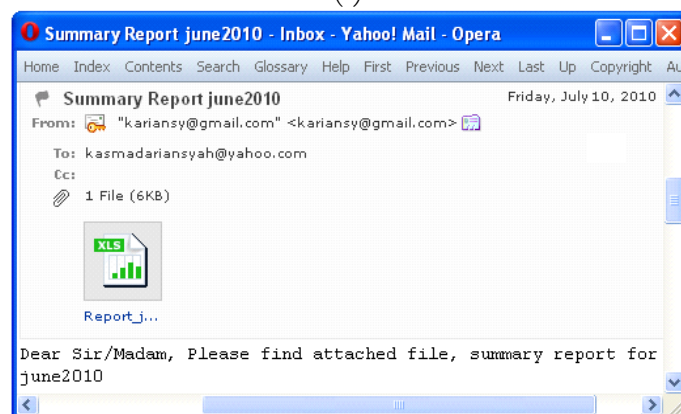 Summary Report june2010 - Inbox - Yahoo! Mail - Opera
Home Index Contents Search Glossary Help First Previous Next Last Up Copyright
Summary Report june2010 Friday, July 10, 2010
From: "kariansy@gmail.com" <kariansy@gmail.com>
To: kasmadariansyah@yahoo.com
Cc:
1 File (6KB)
XLS
Report_j...
Dear Sir/Madam, Please find attached file, summary report for
june2010